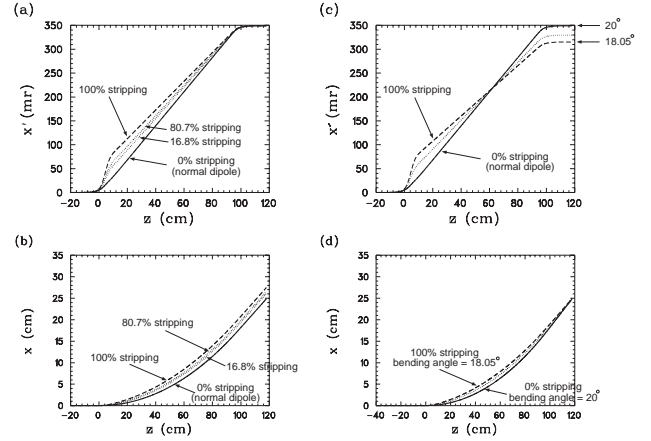 (a)
350
300
250
200
150
100
50
0
x' (mr)
100% stripping
80.7% stripping
16.8% stripping
0% stripping
(normal dipole)
-20 0 20 40 60 80 100 120
z (cm)
(c)
350
300
250
200
150
100
50
0
x' (mr)
20°
18.05°
100% stripping
0% stripping
(normal dipole)
-20 0 20 40 60 80 100 120
z (cm)
(b)
35
30
25
20
15
10
5
0
x (cm)
80.7% stripping
100% stripping
16.8% stripping
0% stripping
(normal dipole)
-20 0 20 40 60 80 100 120
z (cm)
(d)
35
30
25
20
15
10
5
0
x (cm)
100% stripping
bending angle = 18.05°
0% stripping
bending angle = 20°
-40 -20 0 20 40 60 80 100 120
z (cm)